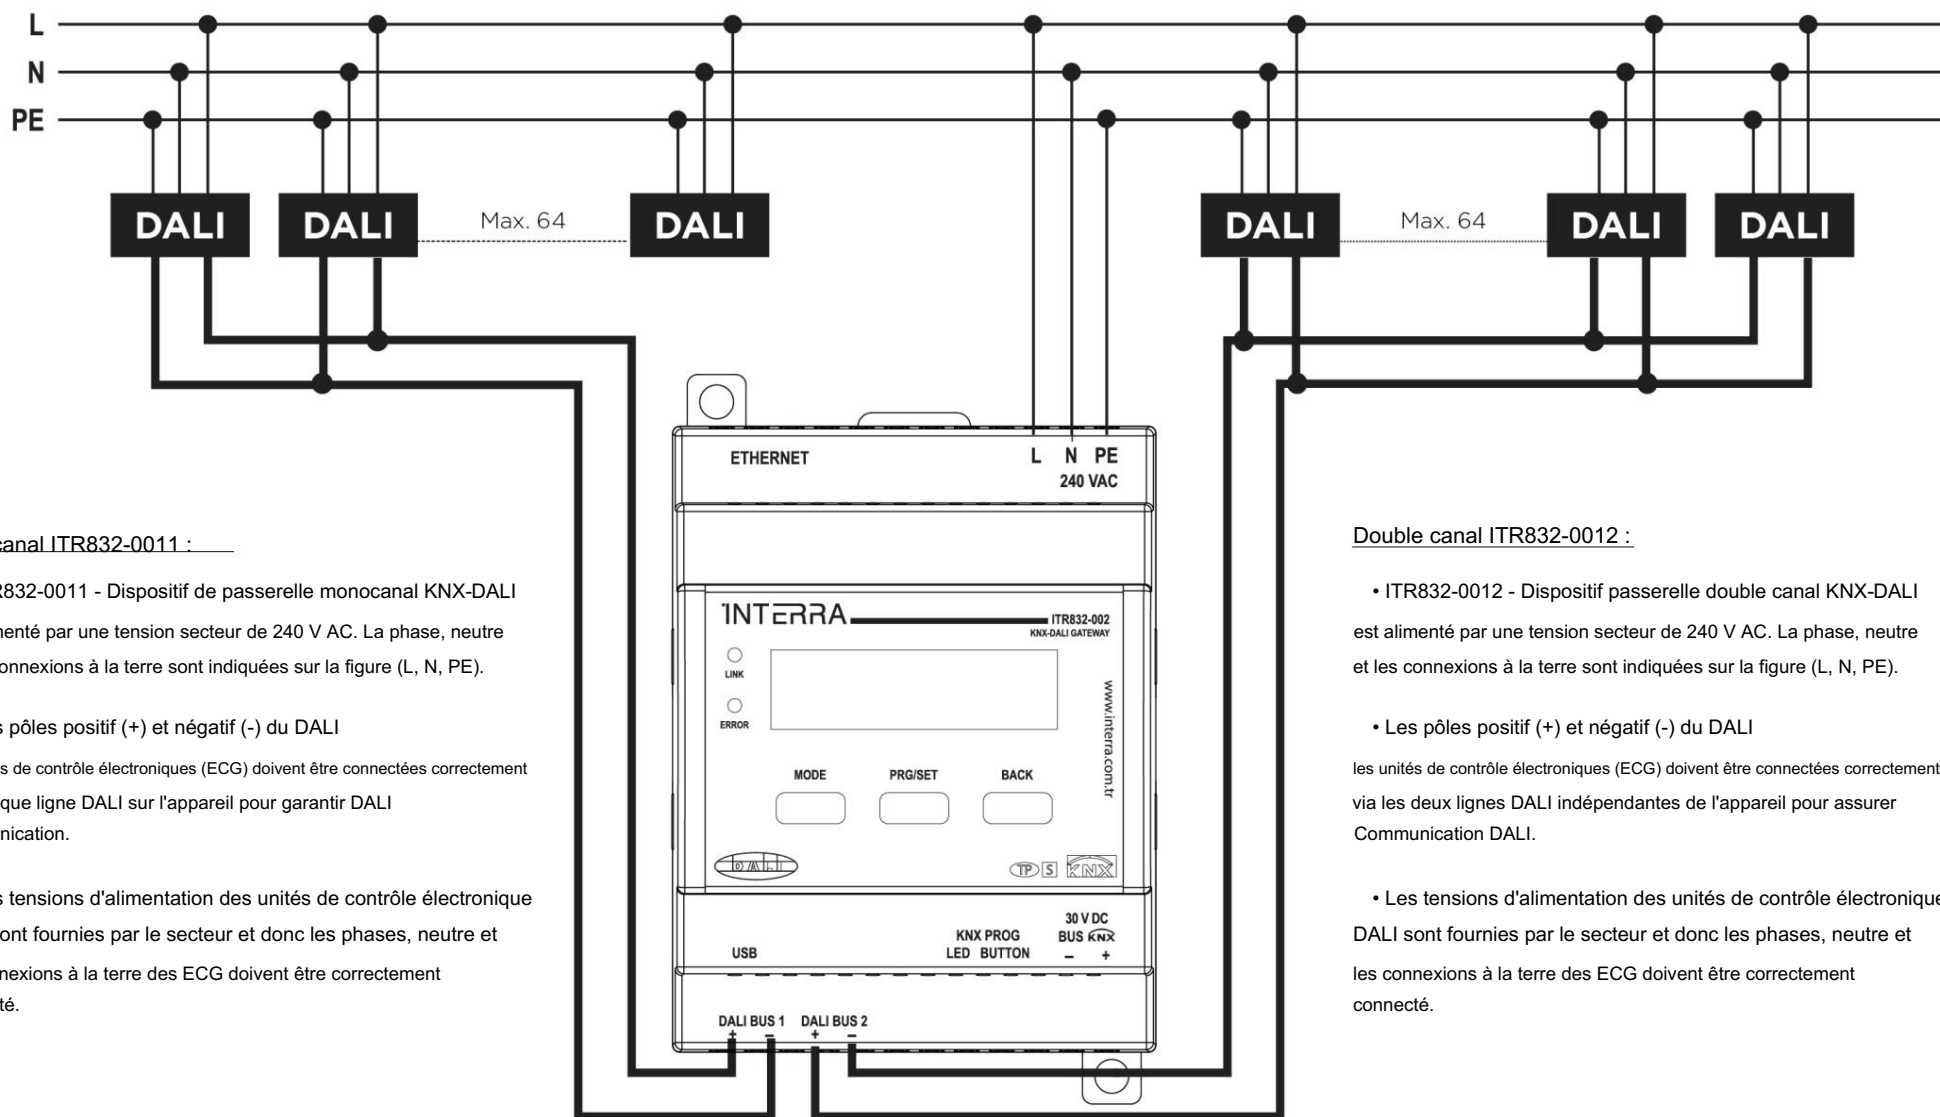 L
N
PE
DALI
DALI
Max. 64
DALI
DALI
Max. 64
DALI
DALI
ETHERNET
L N PE
240 VAC
canal ITR832-0011 :
R832-0011 - Dispositif de passerelle monocanal KNX-DALI
menté par une tension secteur de 240 V AC. La phase, neutre
connexions à la terre sont indiquées sur la figure (L, N, PE).
s pôles positif (+) et négatif (-) du DALI
s de contrôle électroniques (ECG) doivent être connectées correctement
que ligne DALI sur l'appareil pour garantir DALI
nication.
s tensions d'alimentation des unités de contrôle électronique
ont fournies par le secteur et donc les phases, neutre et
nnexions à la terre des ECG doivent être correctement
té.
INTERRA
ITR832-002
KNX-DALI GATEWAY
LINK
ERROR
www.interra.com.tr
MODE PRG/SET BACK
DALI
TP S KNX
USB
KNX PROG
LED BUTTON
30 V DC
BUS KNX
– +
DALI BUS 1 DALI BUS 2
+ – + –
Double canal ITR832-0012 :
• ITR832-0012 - Dispositif passerelle double canal KNX-DALI
est alimenté par une tension secteur de 240 V AC. La phase, neutre
et les connexions à la terre sont indiquées sur la figure (L, N, PE).
• Les pôles positif (+) et négatif (-) du DALI
les unités de contrôle électroniques (ECG) doivent être connectées correctement
via les deux lignes DALI indépendantes de l'appareil pour assurer
Communication DALI.
• Les tensions d'alimentation des unités de contrôle électronique
DALI sont fournies par le secteur et donc les phases, neutre et
les connexions à la terre des ECG doivent être correctement
connecté.